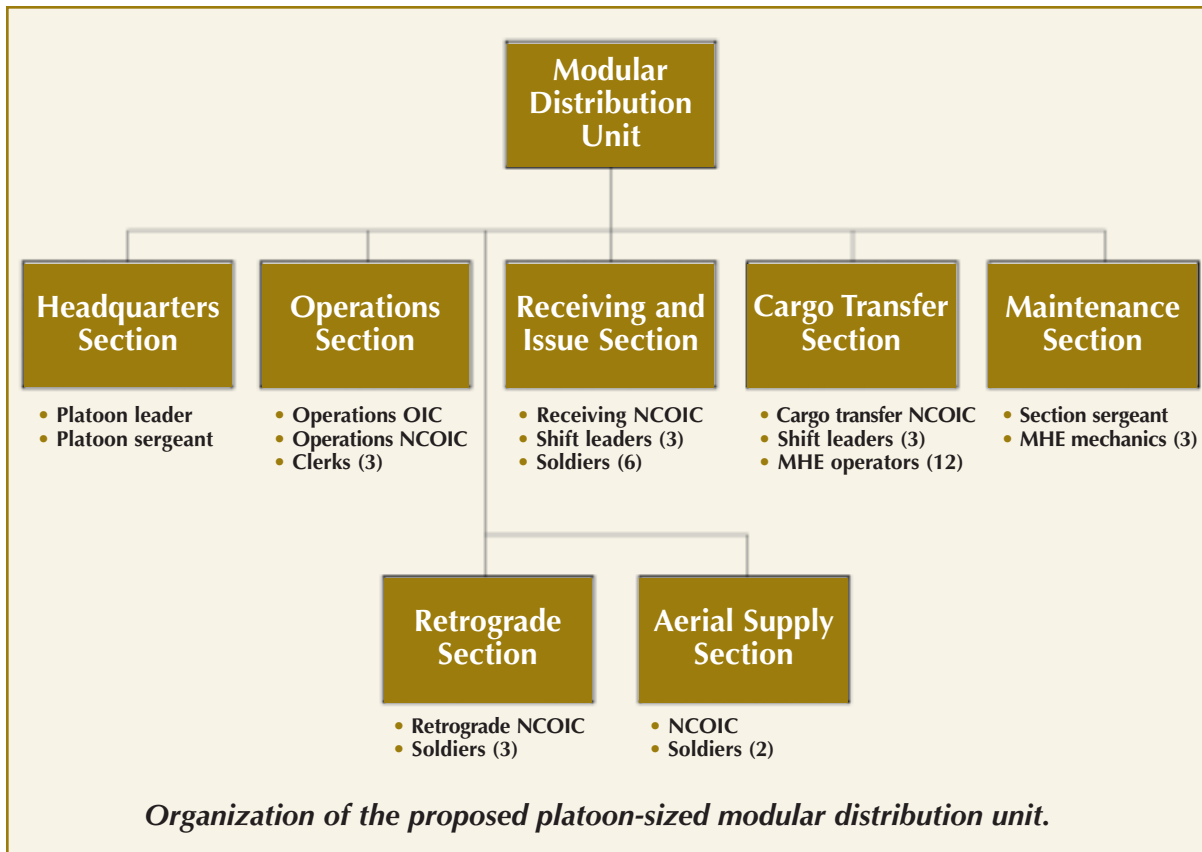 Modular
Distribution
Unit
Headquarters
Section
• Platoon leader
• Platoon sergeant
Operations
Section
• Operations OIC
• Operations NCOIC
• Clerks (3)
Receiving and
Issue Section
• Receiving NCOIC
• Shift leaders (3)
• Soldiers (6)
Cargo Transfer
Section
• Cargo transfer NCOIC
• Shift leaders (3)
• MHE operators (12)
Maintenance
Section
• Section sergeant
• MHE mechanics (3)
Retrograde
Section
• Retrograde NCOIC
• Soldiers (3)
Aerial Supply
Section
• NCOIC
• Soldiers (2)
Organization of the proposed platoon-sized modular distribution unit.